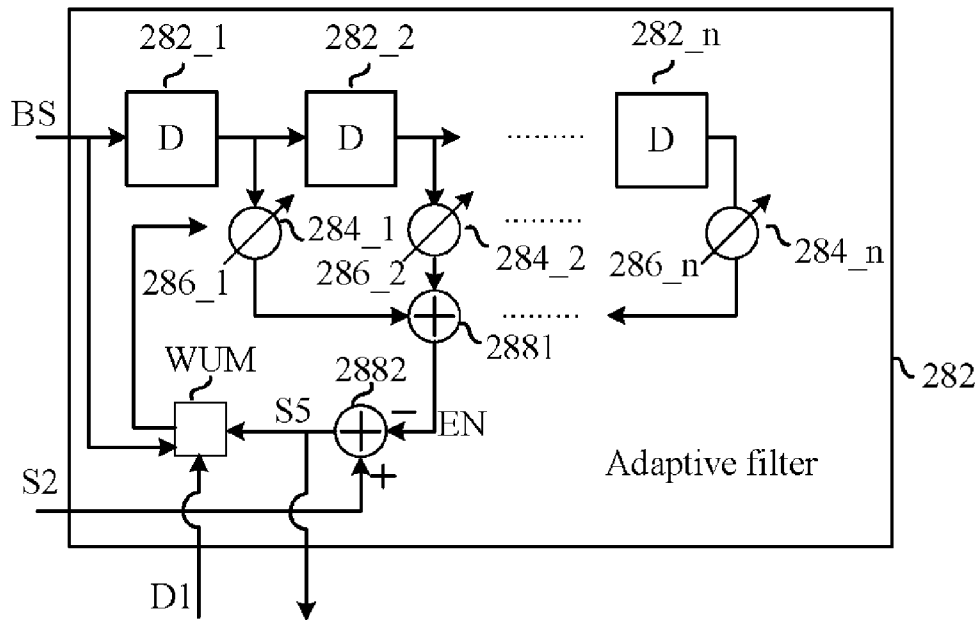 282_1
282_2
282_n
BS
D
D
........
D
284_1
286_1
286_2
284_2
........
286_n
284_n
........
2881
WUM
2882
282
S5
EN
Adaptive filter
S2
D1